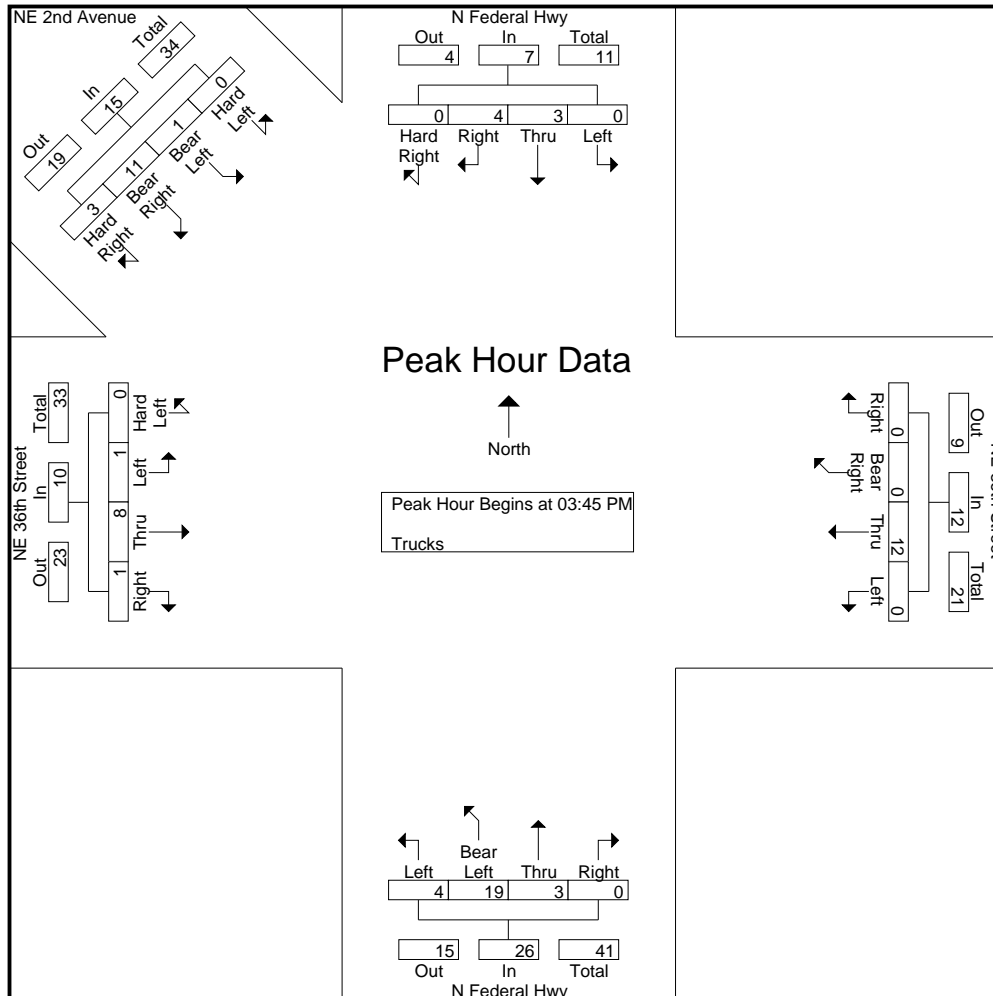 NE 2nd Avenue
Out
In
Total
19
15
34
3
11
1
0
Hard
Right
Bear
Right
Bear
Left
Hard
Left
N Federal Hwy
Out
In
Total
4
7
11
0
4
3
0
Hard
Right
Right
Thru
Left
Peak Hour Data
North
Peak Hour Begins at 03:45 PM
Trucks
NE 36th Street
Out
In
Total
23
10
33
0
1
8
1
Hard
Left
Left
Thru
Right
Right
Bear
Right
Thru
Left
0
0
12
0
Out
In
Total
9
12
21
Left
Bear
Left
Thru
Right
4
19
3
0
15
26
41
Out
In
Total
N Federal Hwy